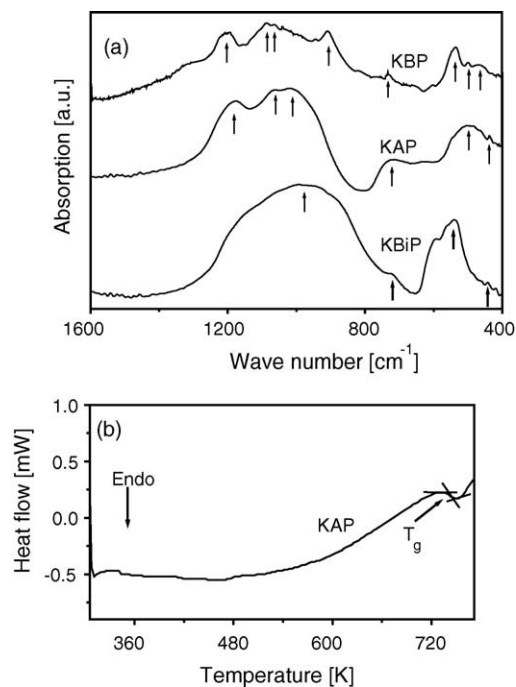 (a)
KBP
KAP
KBiP
Absorption [a.u.]
1600 1200 800 400
Wave number [cm⁻¹]
(b)
1.0
0.5
0.0
-0.5
Heat flow [mW]
Endo
KAP
Tg
360 480 600 720
Temperature [K]